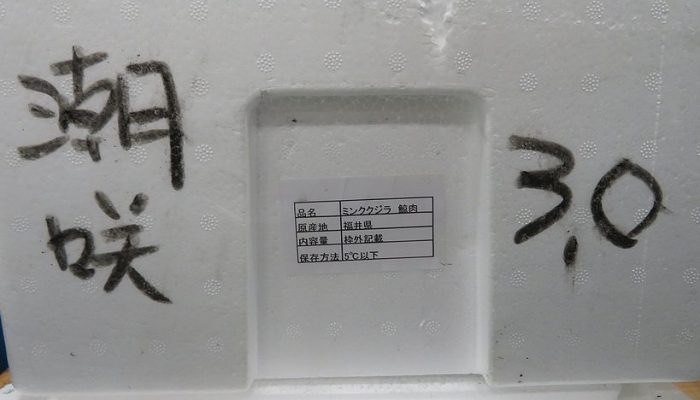 潮
咲
品名 ミンククジラ 鯨肉
原産地 福井県
内容量 枠外記載
保存方法 5℃以下
3.0